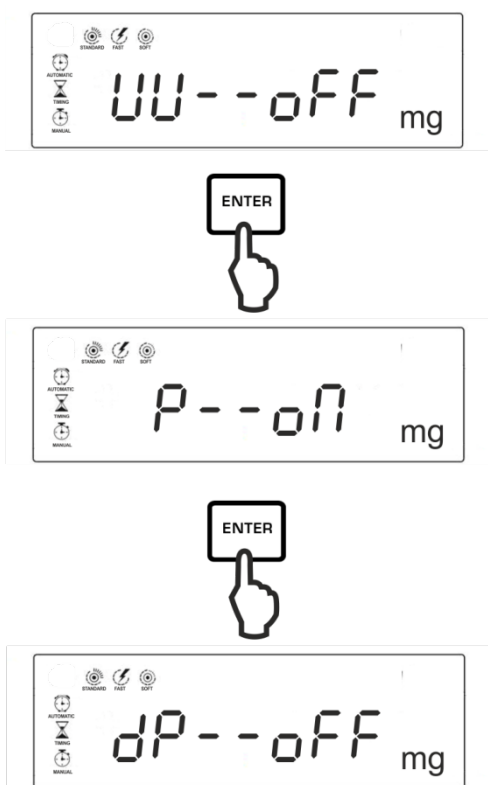 STANDARD FAST SOFT
AUTOMATIC
UU--oFF
TIMING
mg
MANUAL
ENTER
STANDARD FAST SOFT
AUTOMATIC
P--on
TIMING
mg
MANUAL
ENTER
STANDARD FAST SOFT
AUTOMATIC
dP--oFF
TIMING
mg
MANUAL